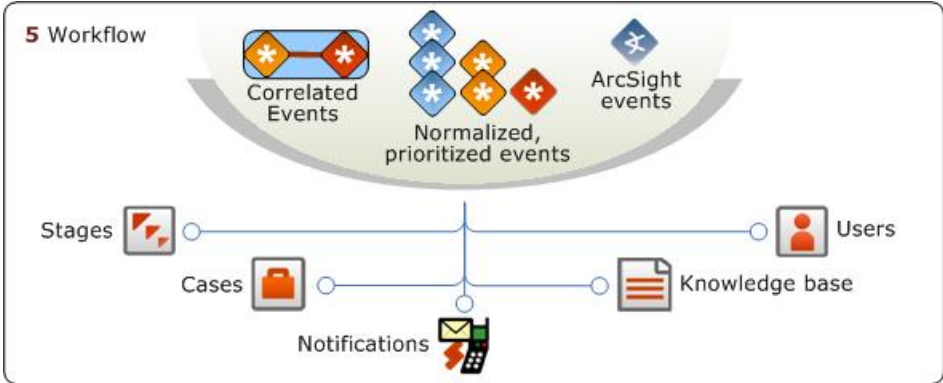 5 Workflow
Correlated
Events
Normalized,
prioritized events
ArcSight
events
Stages
Users
Cases
Knowledge base
Notifications